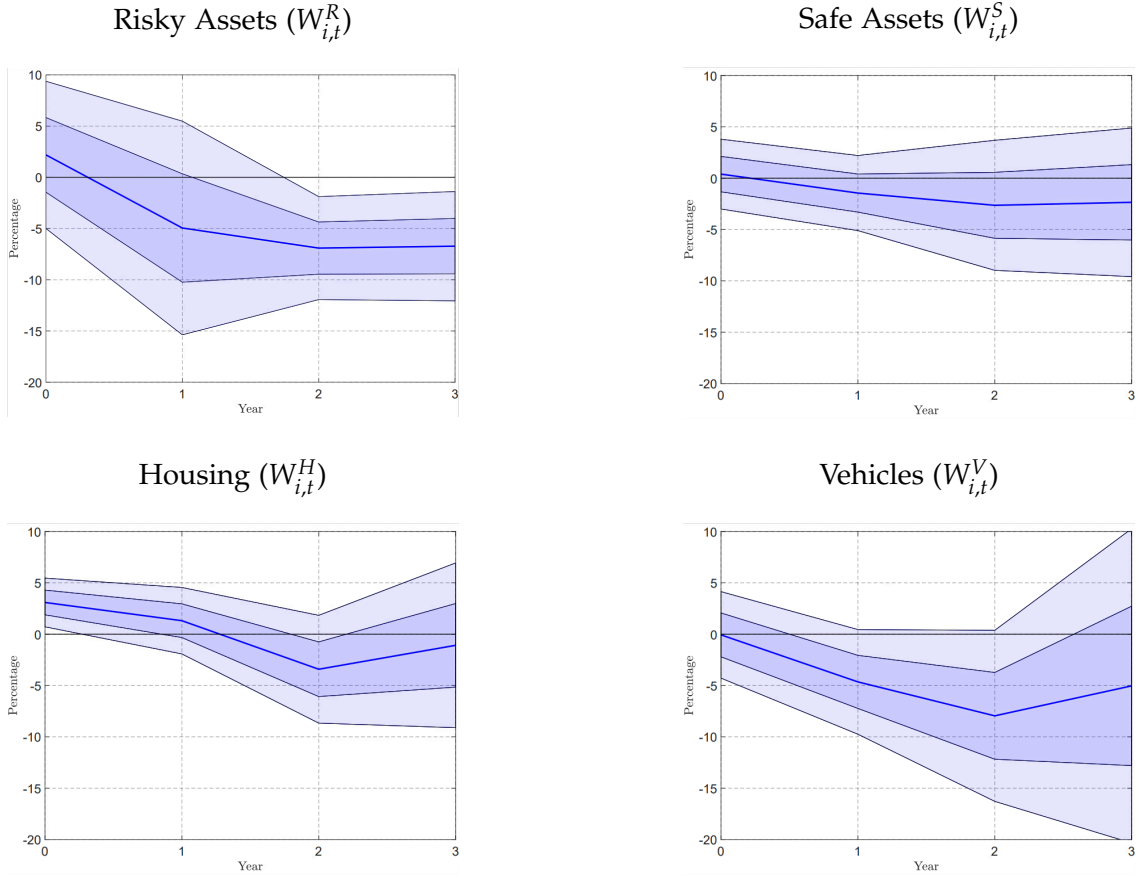 Risky Assets (W^R_{i,t})
Safe Assets (W^S_{i,t})
10
5
0
-5
-10
-15
-20
Percentage
0 1 2 3
Year
10
5
0
-5
-10
-15
-20
Percentage
0 1 2 3
Year
Housing (W^H_{i,t})
Vehicles (W^V_{i,t})
10
5
0
-5
-10
-15
-20
Percentage
0 1 2 3
Year
10
5
0
-5
-10
-15
-20
Percentage
0 1 2 3
Year